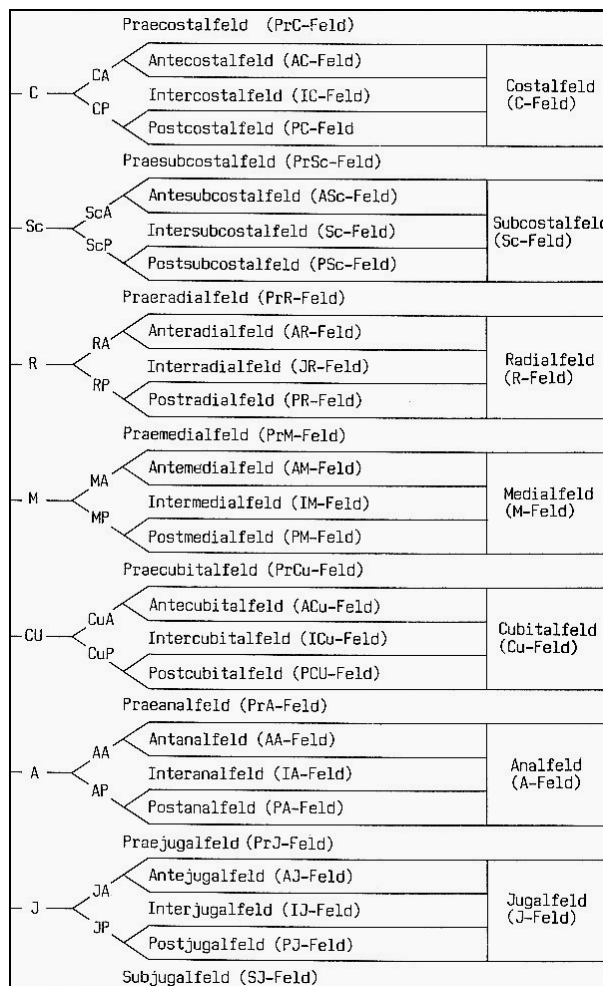 Praecostalfeld (PrC-Feld)
CA
Antecostalfeld (AC-Feld)
C
Intercostalfeld (IC-Feld)
Costalfeld
(C-Feld)
CP
Postcostalfeld (PC-Feld
Praesubcostalfeld (PrSc-Feld)
ScA
Antesubcostalfeld (ASc-Feld)
Sc
Intersubcostalfeld (Sc-Feld)
Subcostalfeld
(Sc-Feld)
ScP
Postsubcostalfeld (PSc-Feld)
Praeradialfeld (PrR-Feld)
RA
Anteradialfeld (AR-Feld)
R
Interradialfeld (JR-Feld)
Radialfeld
(R-Feld)
RP
Postradialfeld (PR-Feld)
Praemedialfeld (PrM-Feld)
MA
Antemedialfeld (AM-Feld)
M
Intermedialfeld (IM-Feld)
Medialfeld
(M-Feld)
MP
Postmedialfeld (PM-Feld)
Praecubitalfeld (PrCu-Feld)
CuA
Antecubitalfeld (ACu-Feld)
CU
Intercubitalfeld (ICu-Feld)
Cubitalfeld
(Cu-Feld)
CuP
Postcubitalfeld (PCU-Feld)
Praeanalfeld (PrA-Feld)
AA
Antanalfeld (AA-Feld)
A
Interanalfeld (IA-Feld)
Analfeld
(A-Feld)
AP
Postanalfeld (PA-Feld)
Praejugalfeld (PrJ-Feld)
JA
Antejugalfeld (AJ-Feld)
J
Interjugalfeld (IJ-Feld)
Jugalfeld
(J-Feld)
JP
Postjugalfeld (PJ-Feld)
Subjugalfeld (SJ-Feld)